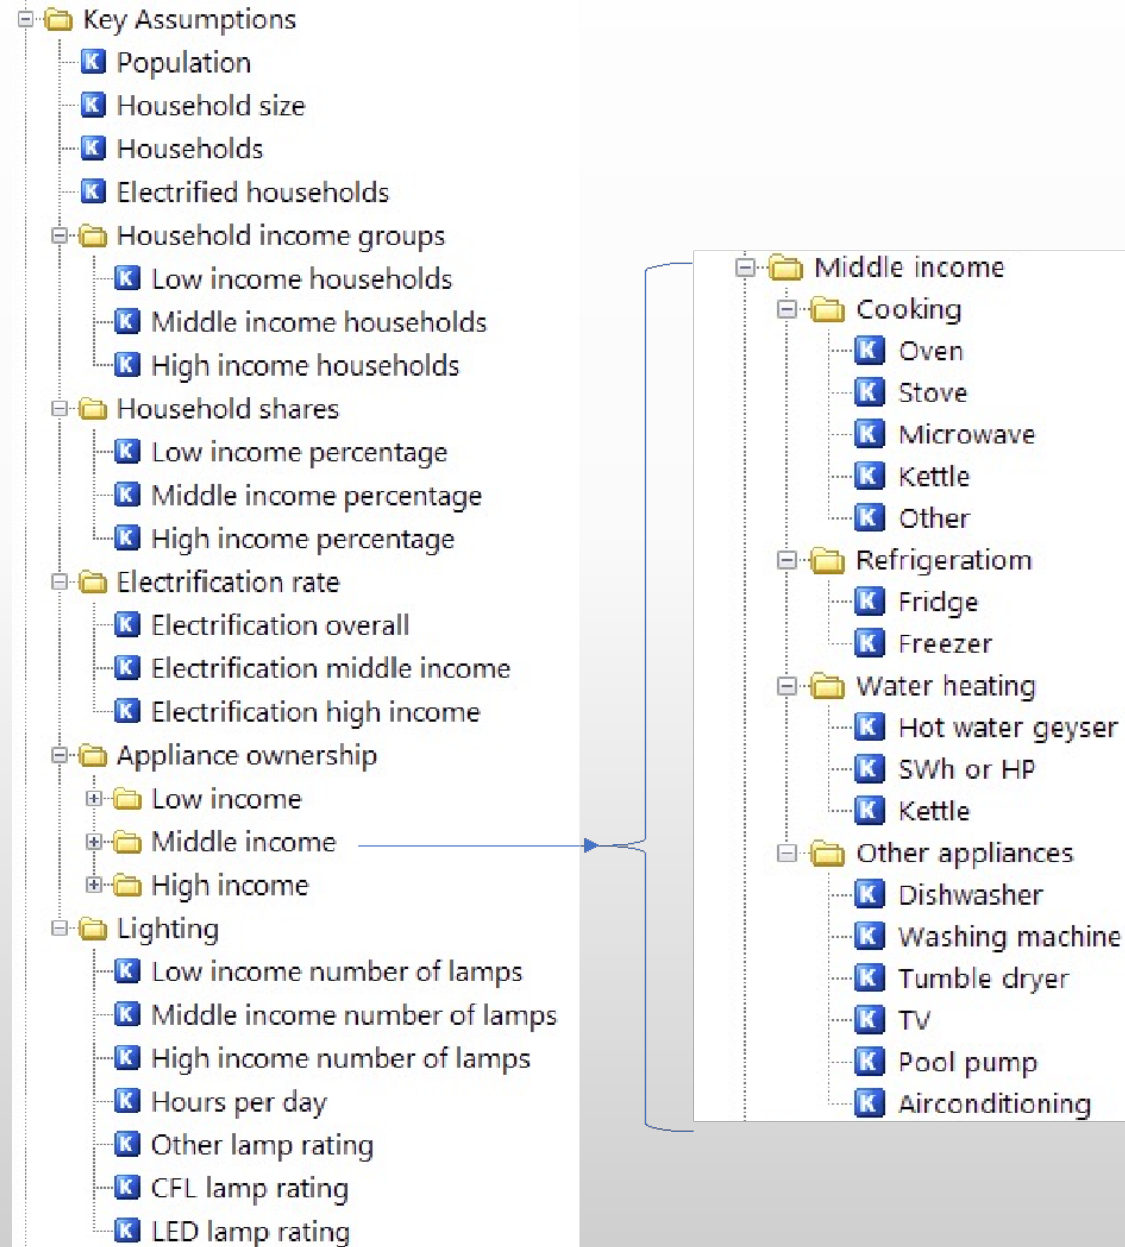 Key Assumptions
Population
Household size
Households
Electrified households
Household income groups
Low income households
Middle income households
High income households
Household shares
Low income percentage
Middle income percentage
High income percentage
Electrification rate
Electrification overall
Electrification middle income
Electrification high income
Appliance ownership
Low income
Middle income
High income
Lighting
Low income number of lamps
Middle income number of lamps
High income number of lamps
Hours per day
Other lamp rating
CFL lamp rating
LED lamp rating
Middle income
Cooking
Oven
Stove
Microwave
Kettle
Other
Refrigeratiom
Fridge
Freezer
Water heating
Hot water geyser
SWh or HP
Kettle
Other appliances
Dishwasher
Washing machine
Tumble dryer
TV
Pool pump
Airconditioning